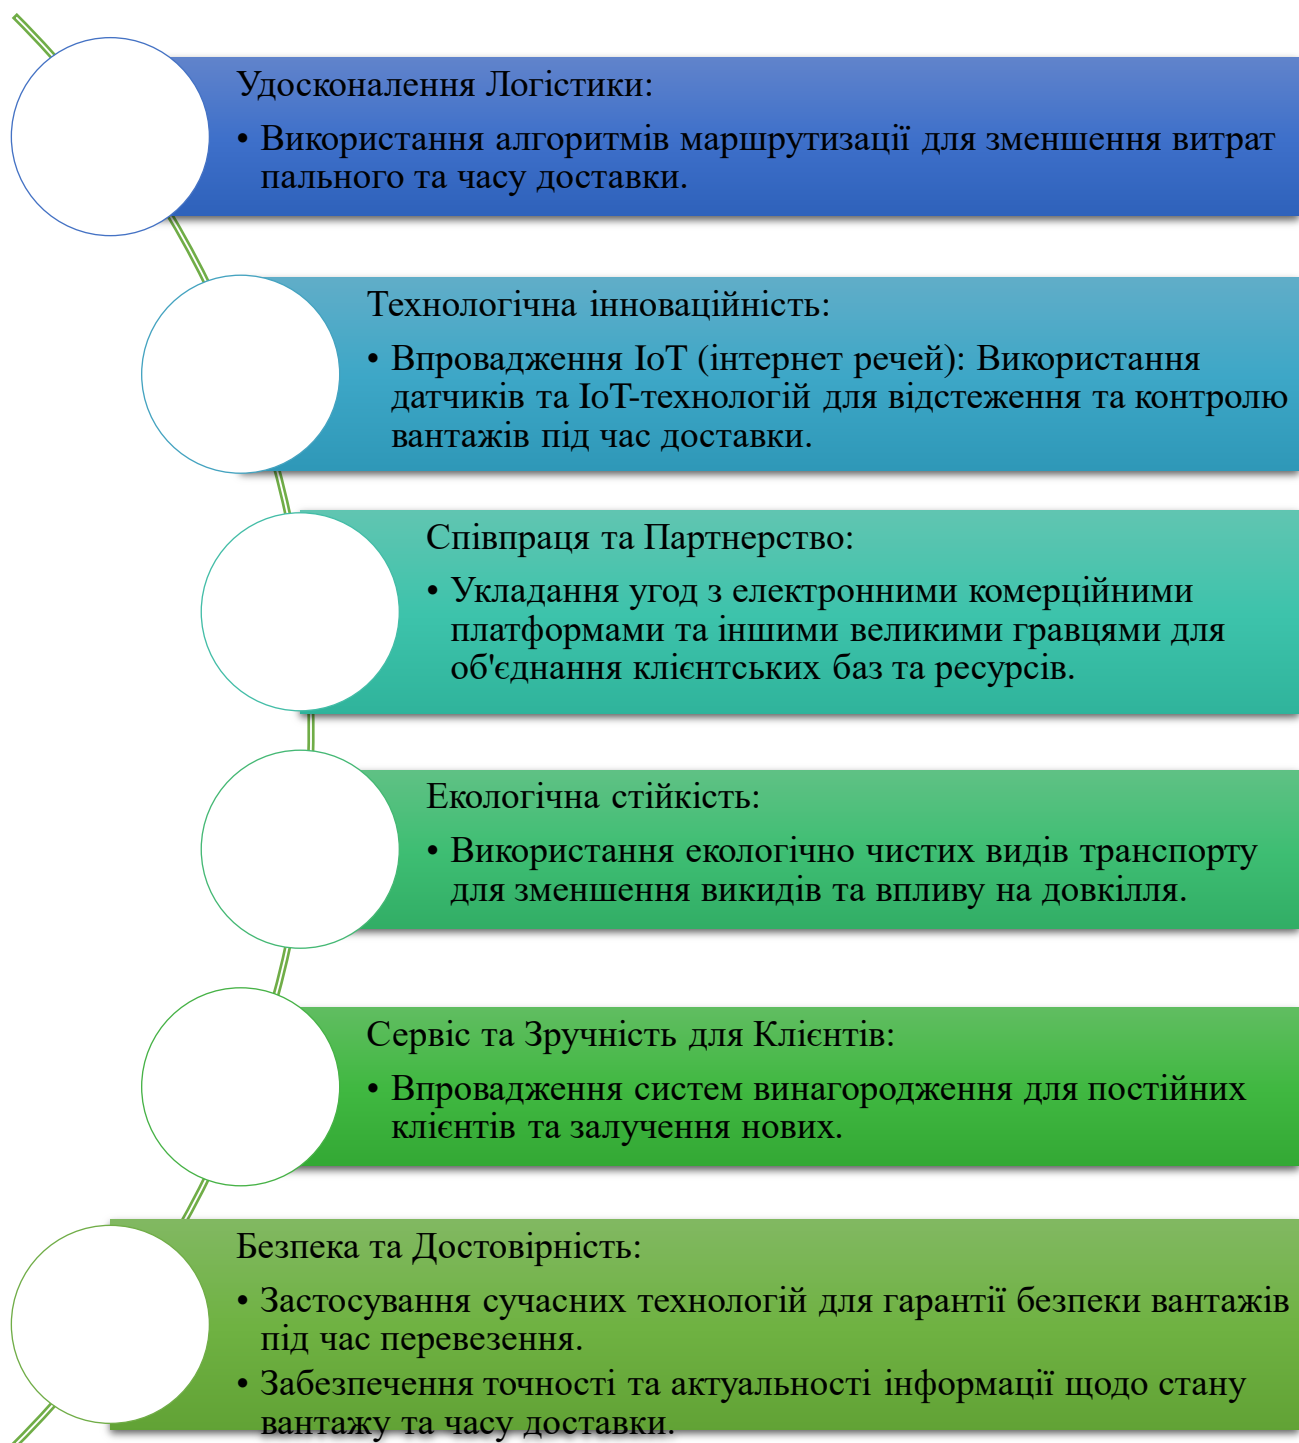 Удосконалення Логістики:
• Використання алгоритмів маршрутизації для зменшення витрат
пального та часу доставки.
Технологічна інноваційність:
• Впровадження IoT (інтернет речей): Використання
датчиків та IoT-технологій для відстеження та контролю
вантажів під час доставки.
Співпраця та Партнерство:
• Укладання угод з електронними комерційними
платформами та іншими великими гравцями для
об'єднання клієнтських баз та ресурсів.
Екологічна стійкість:
• Використання екологічно чистих видів транспорту
для зменшення викидів та впливу на довкілля.
Сервіс та Зручність для Клієнтів:
• Впровадження систем винагородження для постійних
клієнтів та залучення нових.
Безпека та Достовірність:
• Застосування сучасних технологій для гарантії безпеки вантажів
під час перевезення.
• Забезпечення точності та актуальності інформації щодо стану
вантажу та часу доставки.